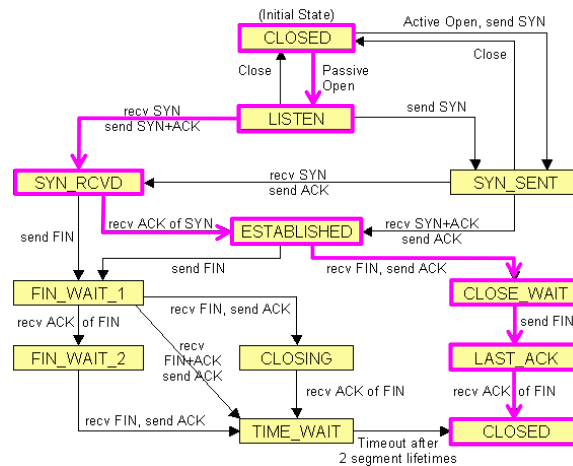 (Initial State)
CLOSED
Active Open, send SYN
Close
Close
Passive
Open
recv SYN
send SYN+ACK
LISTEN
send SYN
SYN_RCVD
recv SYN
send ACK
SYN_SENT
recv ACK of SYN
ESTABLISHED
recv SYN+ACK
send ACK
send FIN
send FIN
recv FIN, send ACK
FIN_WAIT_1
recv FIN, send ACK
CLOSE_WAIT
recv ACK of FIN
send FIN
recv
FIN+ACK
send ACK
FIN_WAIT_2
CLOSING
LAST_ACK
recv ACK of FIN
recv ACK of FIN
recv FIN, send ACK
TIME_WAIT
CLOSED
Timeout after
2 segment lifetimes